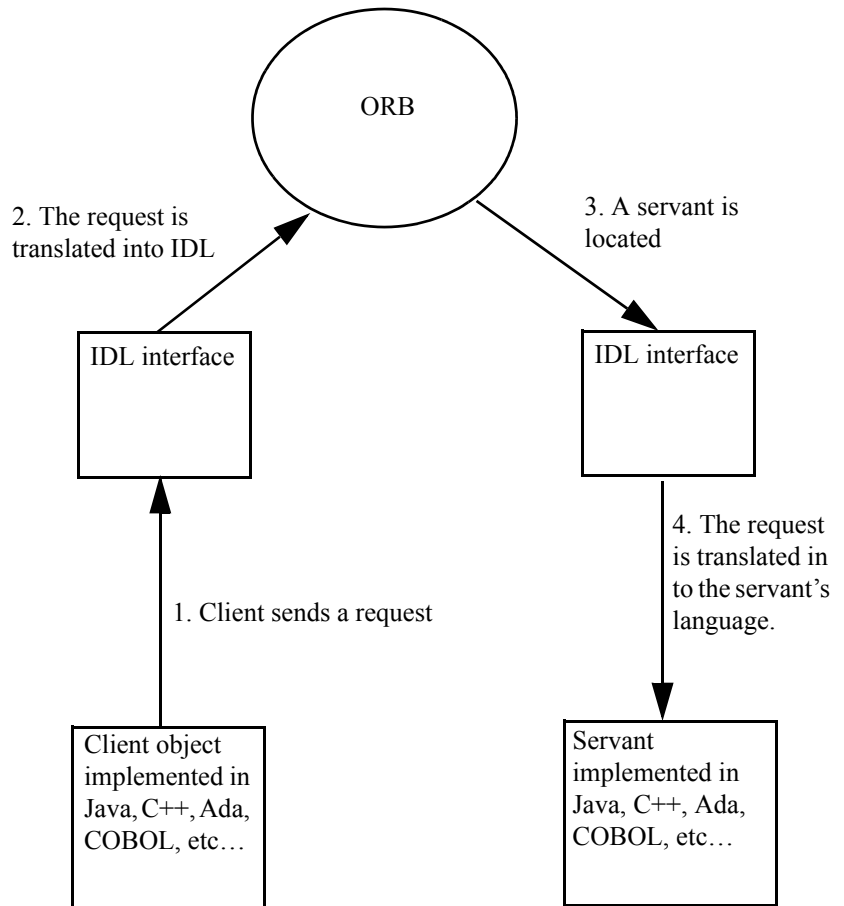 ORB
2. The request is
translated into IDL
3. A servant is
located
IDL interface
IDL interface
4. The request
is translated in
to the servant's
language.
1. Client sends a request
Client object
implemented in
Java, C++, Ada,
COBOL, etc…
Servant
implemented in
Java, C++, Ada,
COBOL, etc…